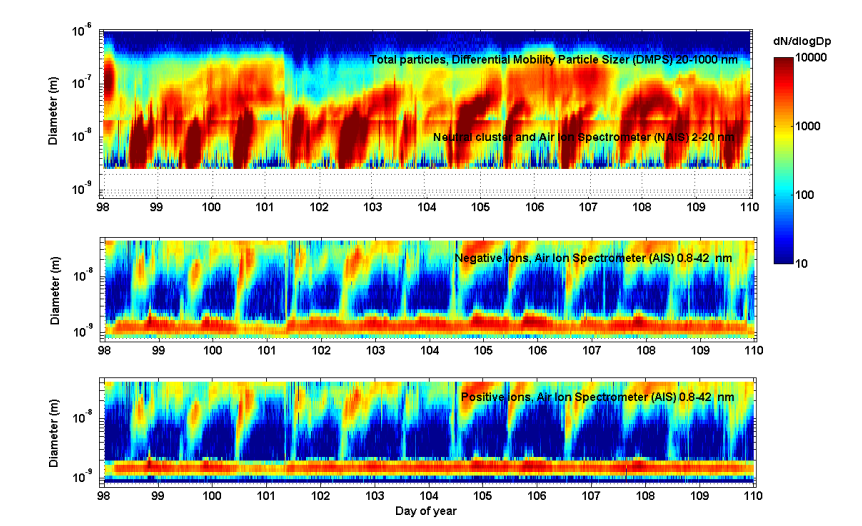 dN/dlogDp
10⁻⁶
10⁻⁷
10⁻⁸
10⁻⁹
Diameter (m)
Total particles, Differential Mobility Particle Sizer (DMPS) 20-1000 nm
Neutral cluster and Air Ion Spectrometer (NAIS) 2-20 nm
98 99 100 101 102 103 104 105 106 107 108 109 110
10000
1000
100
10
10⁻⁸
10⁻⁹
Diameter (m)
Negative ions, Air Ion Spectrometer (AIS) 0.8-42 nm
98 99 100 101 102 103 104 105 106 107 108 109 110
10⁻⁸
10⁻⁹
Diameter (m)
Positive ions, Air Ion Spectrometer (AIS) 0.8-42 nm
98 99 100 101 102 103 104 105 106 107 108 109 110
Day of year